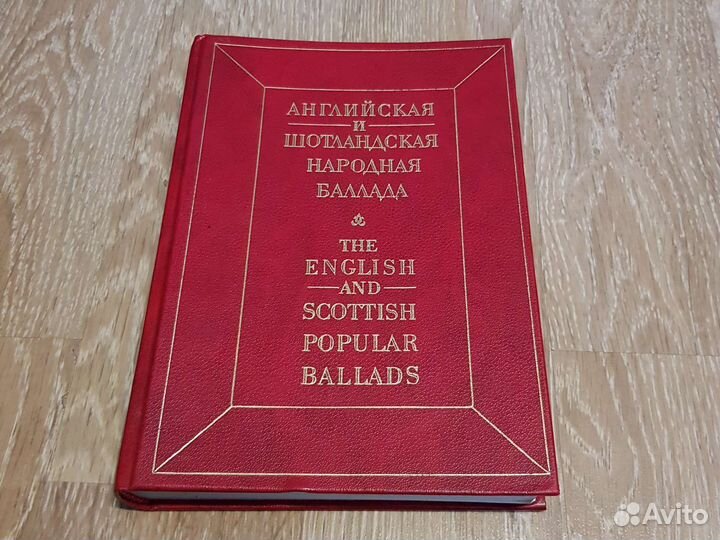 АНГЛИЙСКАЯ
И
ШОТЛАНДСКАЯ
НАРОДНАЯ
БАЛЛАДА
THE
ENGLISH
AND
SCOTTISH
POPULAR
BALLADS
Avito